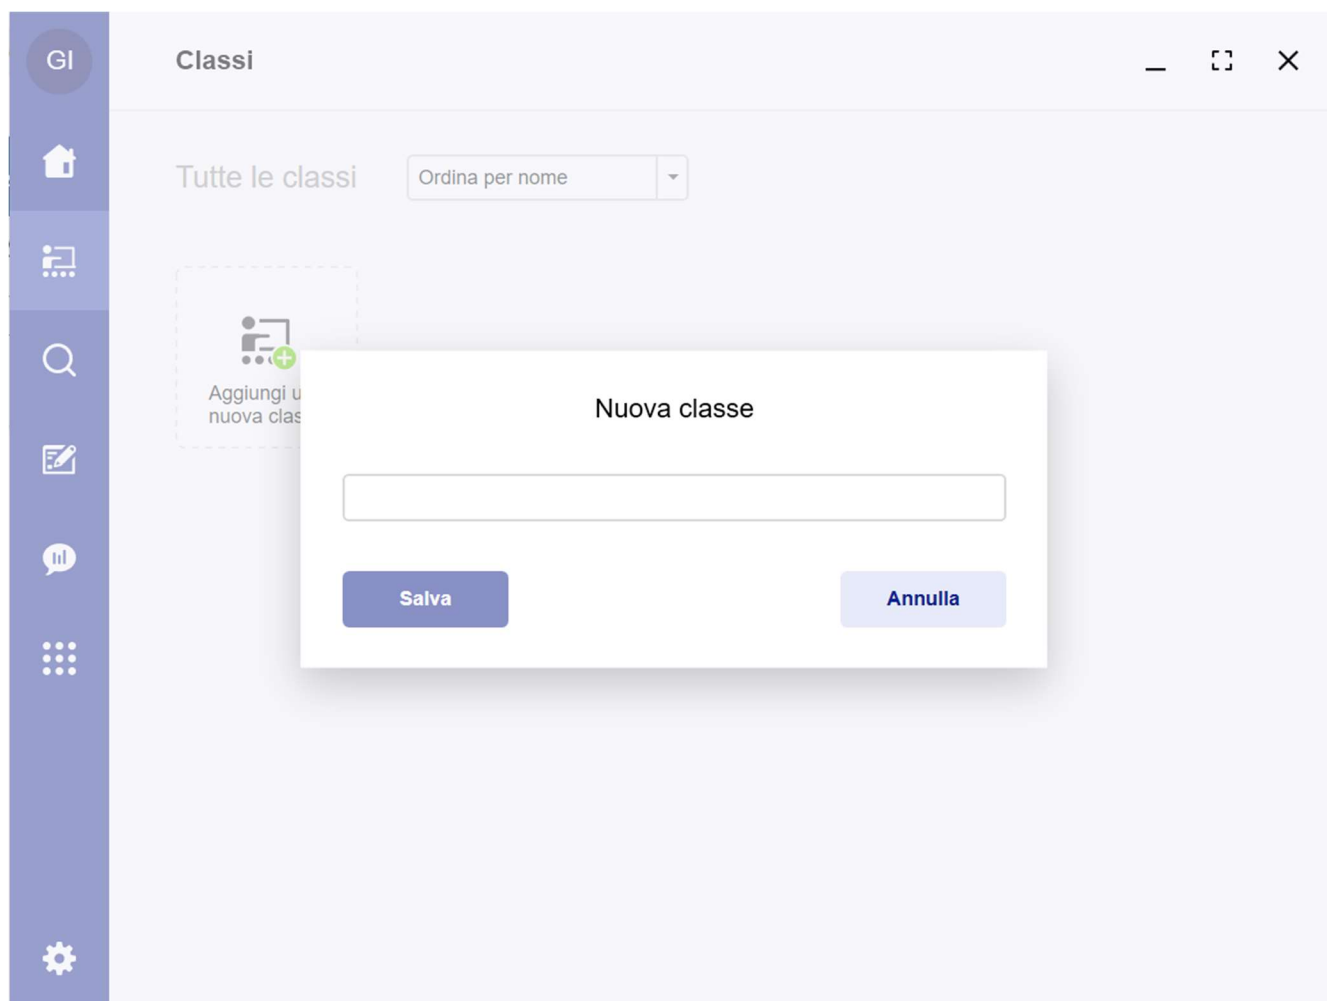 GI
Classi
Tutte le classi
Ordina per nome
Aggiungi u
nuova clas
Nuova classe
Salva
Annulla